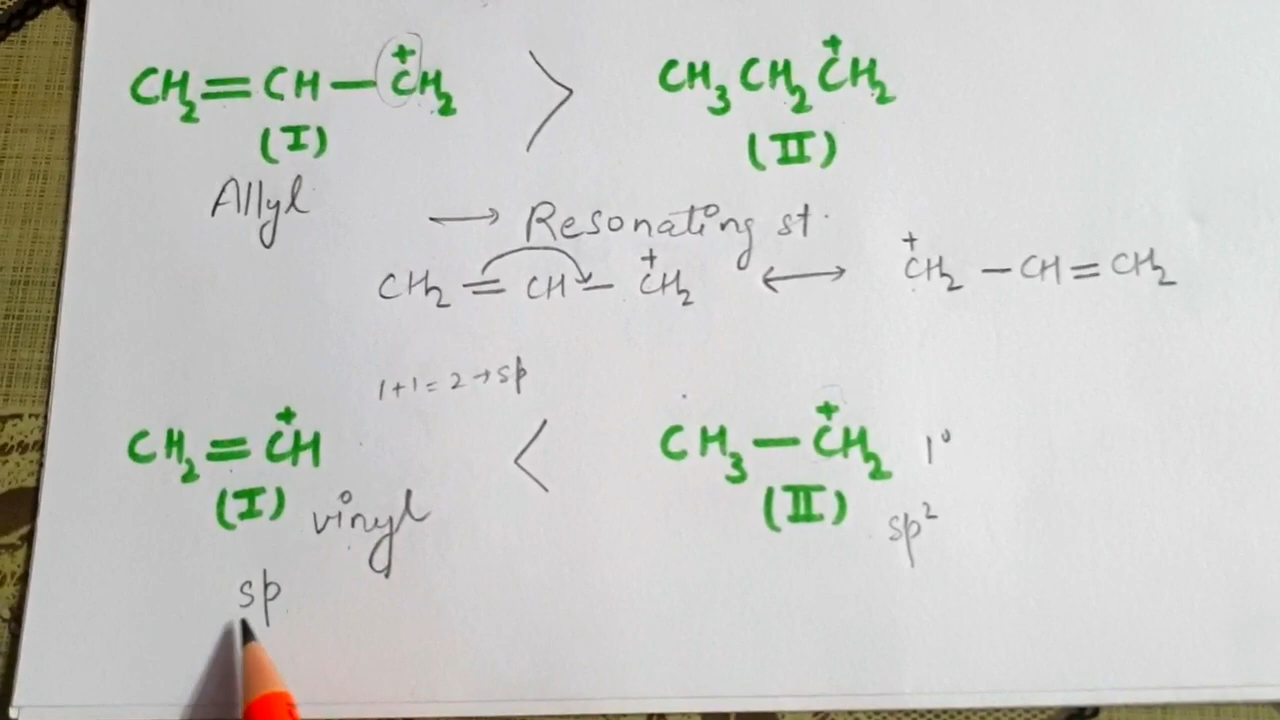 CH₂=CH–C⁺H₂ > CH₃CH₂C⁺H₂
(I) (II)
Allyl
→ Resonating st.
CH₂=CH–C⁺H₂ ↔ C⁺H₂–CH=CH₂
1+1=2→sp
CH₂=C⁺H < CH₃–C⁺H₂ 1°
(I) vinyl (II) sp²
sp